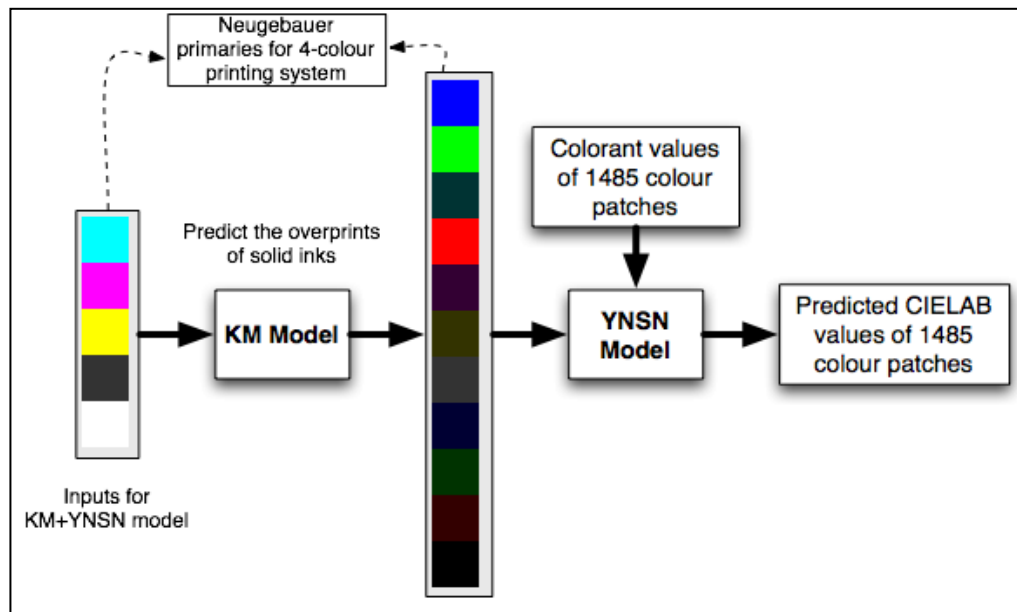 Neugebauer
primaries for 4-colour
printing system
Colorant values
of 1485 colour
patches
Predict the overprints
of solid inks
KM Model
YNSN
Model
Predicted CIELAB
values of 1485
colour patches
Inputs for
KM+YNSN model